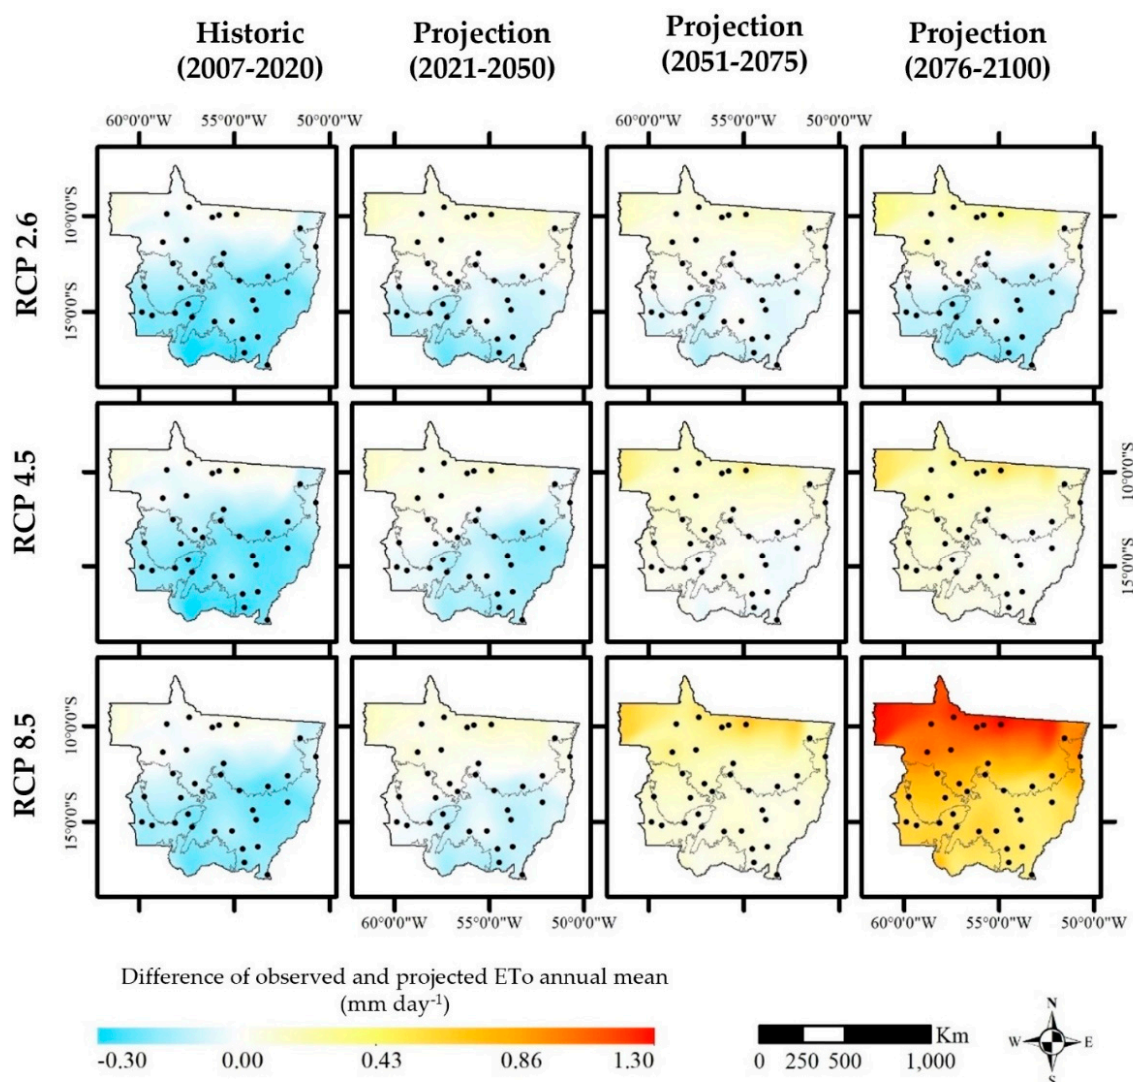 Historic
(2007-2020)
Projection
(2021-2050)
Projection
(2051-2075)
Projection
(2076-2100)
60°0'0"W 55°0'0"W 50°0'0"W
60°0'0"W 55°0'0"W 50°0'0"W
RCP 2.6
10°0'0"S
15°0'0"S
RCP 4.5
10°0'0"S
15°0'0"S
RCP 8.5
10°0'0"S
15°0'0"S
60°0'0"W 55°0'0"W 50°0'0"W
60°0'0"W 55°0'0"W 50°0'0"W
Difference of observed and projected ETo annual mean
(mm day-1)
-0.30 0.00 0.43 0.86 1.30
Km
0 250 500 1,000
N
W E
S